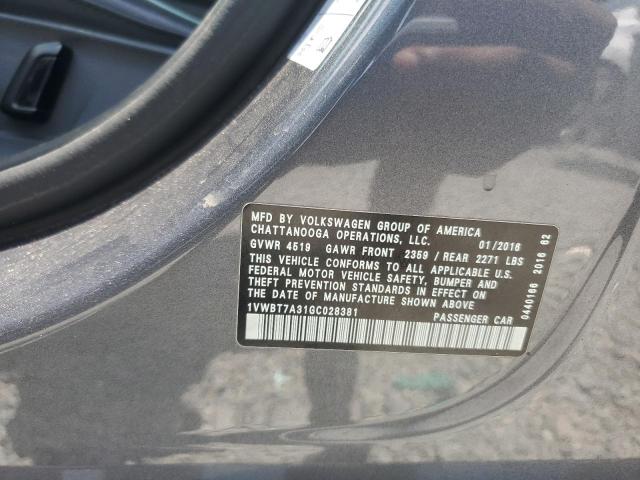 MFD BY VOLKSWAGEN GROUP OF AMERICA
CHATTANOOGA OPERATIONS, LLC. 01/2016
GVWR 4519 GAWR FRONT 2359 / REAR 2271 LBS
THIS VEHICLE CONFORMS TO ALL APPLICABLE U.S.
FEDERAL MOTOR VEHICLE SAFETY, BUMPER AND
THEFT PREVENTION STANDARDS IN EFFECT ON
THE DATE OF MANUFACTURE SHOWN ABOVE
1VWBT7A31GC028381 PASSENGER CAR
0440166 2016 62